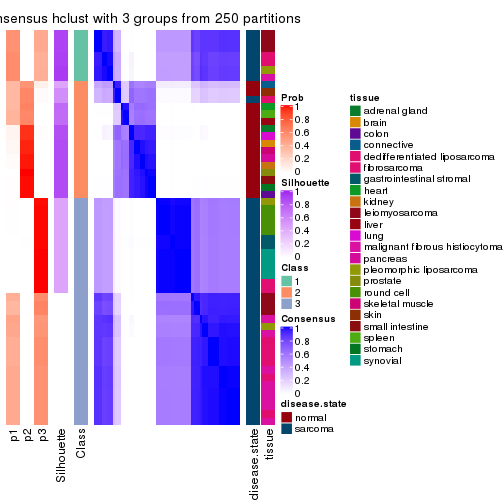 nsensus hclust with 3 groups from 250 partitions
Prob
1
0.8
0.6
0.4
0.2
0
Silhouette
1
0.8
0.6
0.4
0.2
0
Class
1
2
3
Consensus
1
0.8
0.6
0.4
0.2
0
disease.state
normal
sarcoma
tissue
adrenal gland
brain
colon
connective
dedifferentiated liposarcoma
fibrosarcoma
gastrointestinal stromal
heart
kidney
leiomyosarcoma
liver
lung
malignant fibrous histiocytoma
pancreas
pleomorphic liposarcoma
prostate
round cell
skeletal muscle
small intestine
spleen
stomach
synovial
p1
p2
p3
Silhouette
Class
disease.state
tissue